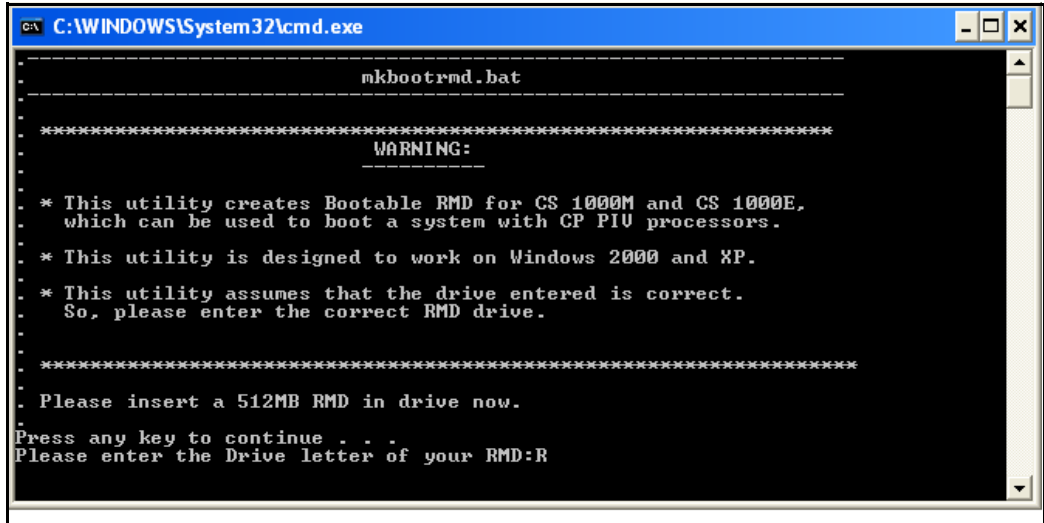 C:\WINDOWS\System32\cmd.exe
.------------------------------------------------------------------
. mkbootrmd.bat
.------------------------------------------------------------------
.
. ****************************************************************
. WARNING:
. ----------
.
. * This utility creates Bootable RMD for CS 1000M and CS 1000E,
. which can be used to boot a system with CP PIV processors.
.
. * This utility is designed to work on Windows 2000 and XP.
.
. * This utility assumes that the drive entered is correct.
. So, please enter the correct RMD drive.
.
.
. ******************************************************************
.
. Please insert a 512MB RMD in drive now.
.
Press any key to continue . . .
Please enter the Drive letter of your RMD:R